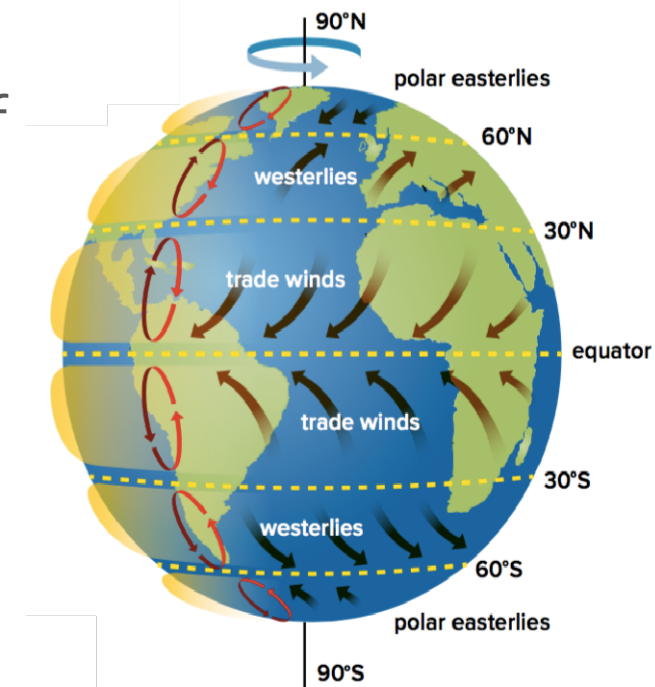 90°N
polar easterlies
60°N
westerlies
30°N
trade winds
equator
trade winds
30°S
westerlies
60°S
polar easterlies
90°S